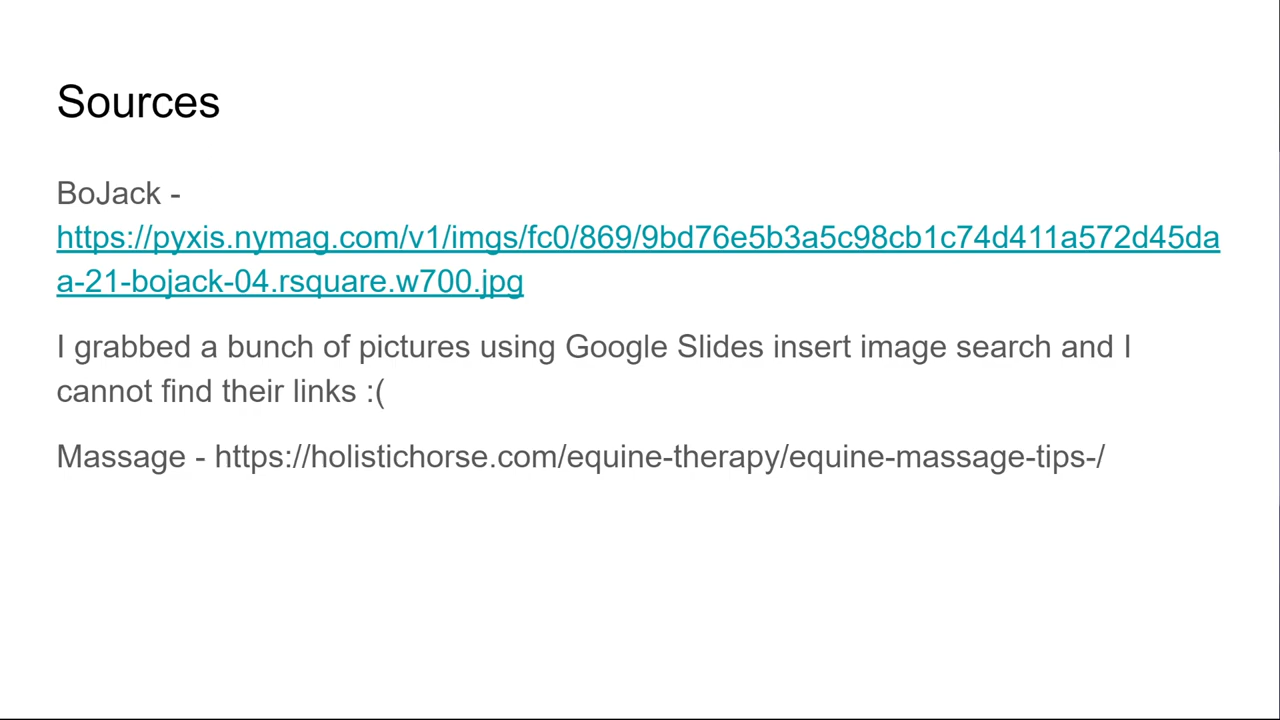 Sources
BoJack -
https://pyxis.nymag.com/v1/imgs/fc0/869/9bd76e5b3a5c98cb1c74d411a572d45da
a-21-bojack-04.rsquare.w700.jpg
I grabbed a bunch of pictures using Google Slides insert image search and I
cannot find their links :(
Massage - https://holistichorse.com/equine-therapy/equine-massage-tips-/